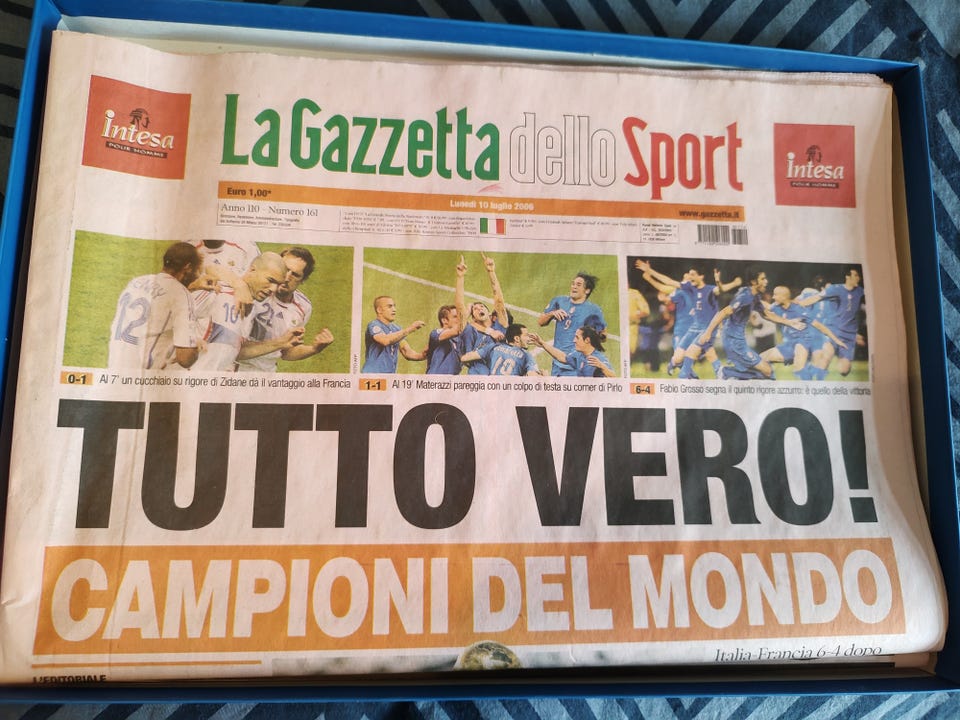 Intesa
POUR HOMME
La Gazzetta dello Sport
Intesa
POUR HOMME
Euro 1,00*
Lunedì 10 luglio 2006
www.gazzetta.it
Anno 110 - Numero 161
12
16
22
0-1 Al 7' un cucchiaio su rigore di Zidane dà il vantaggio alla Francia
1-1 Al 19' Materazzi pareggia con un colpo di testa su corner di Pirlo
6-4 Fabio Grosso segna il quinto rigore azzurro: è quello della vittoria
TUTTO VERO!
CAMPIONI DEL MONDO
Italia-Francia 6-4 dopo
L'EDITORIALE